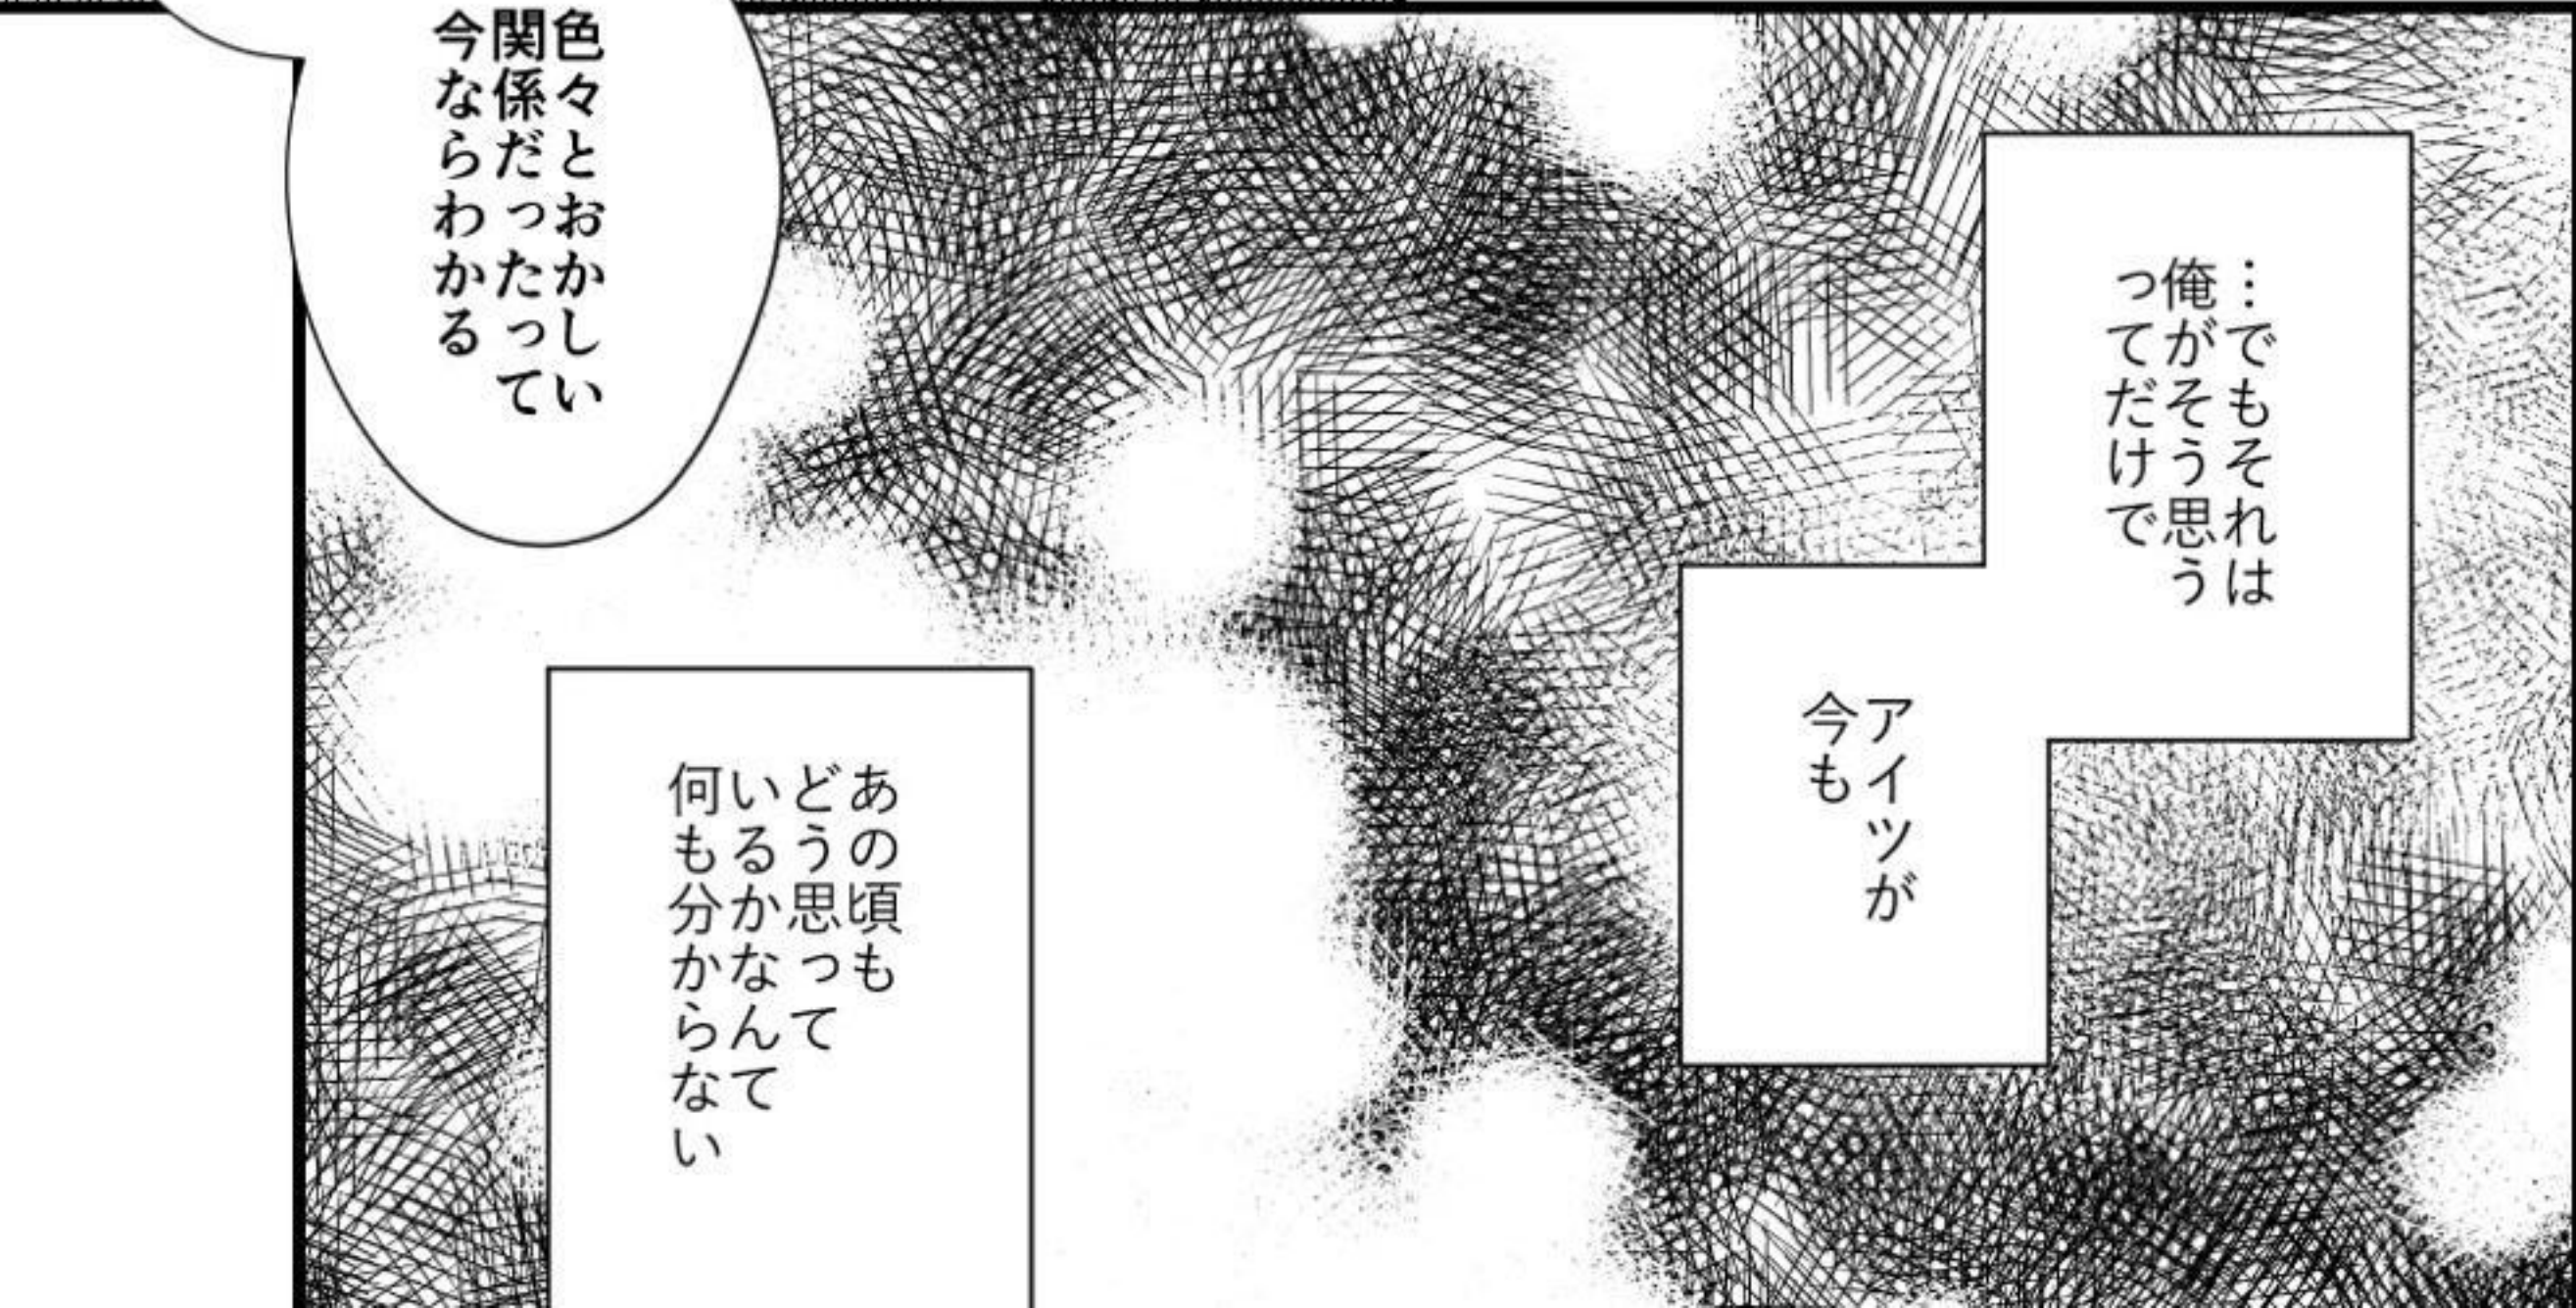 …でもそれは
俺がそう思う
ってだけで
アイツが
今も
色々とおかしい
関係だったって
今ならわかる
あの頃も
どう思って
いるかなんて
何も分からない